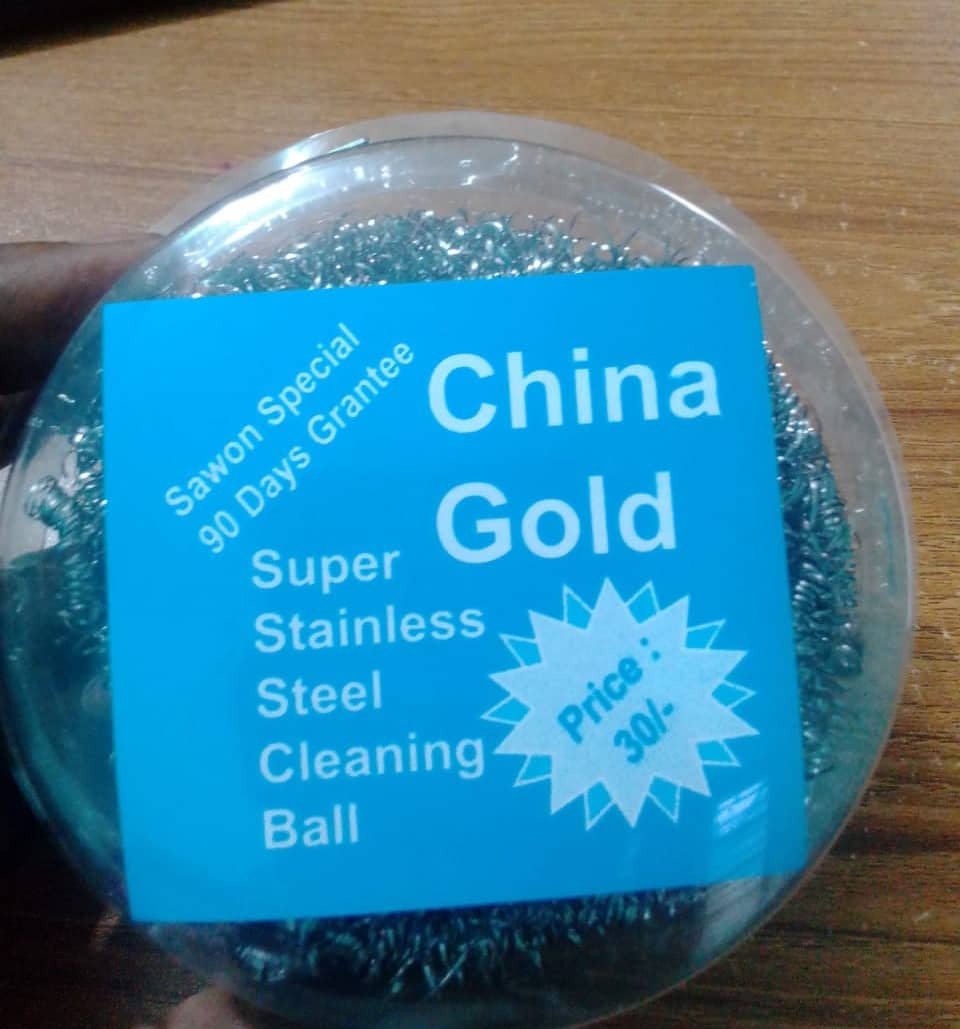 Sawon Special
90 Days Grantee
China
Gold
Super
Stainless
Steel
Cleaning
Ball
Price :
30/-